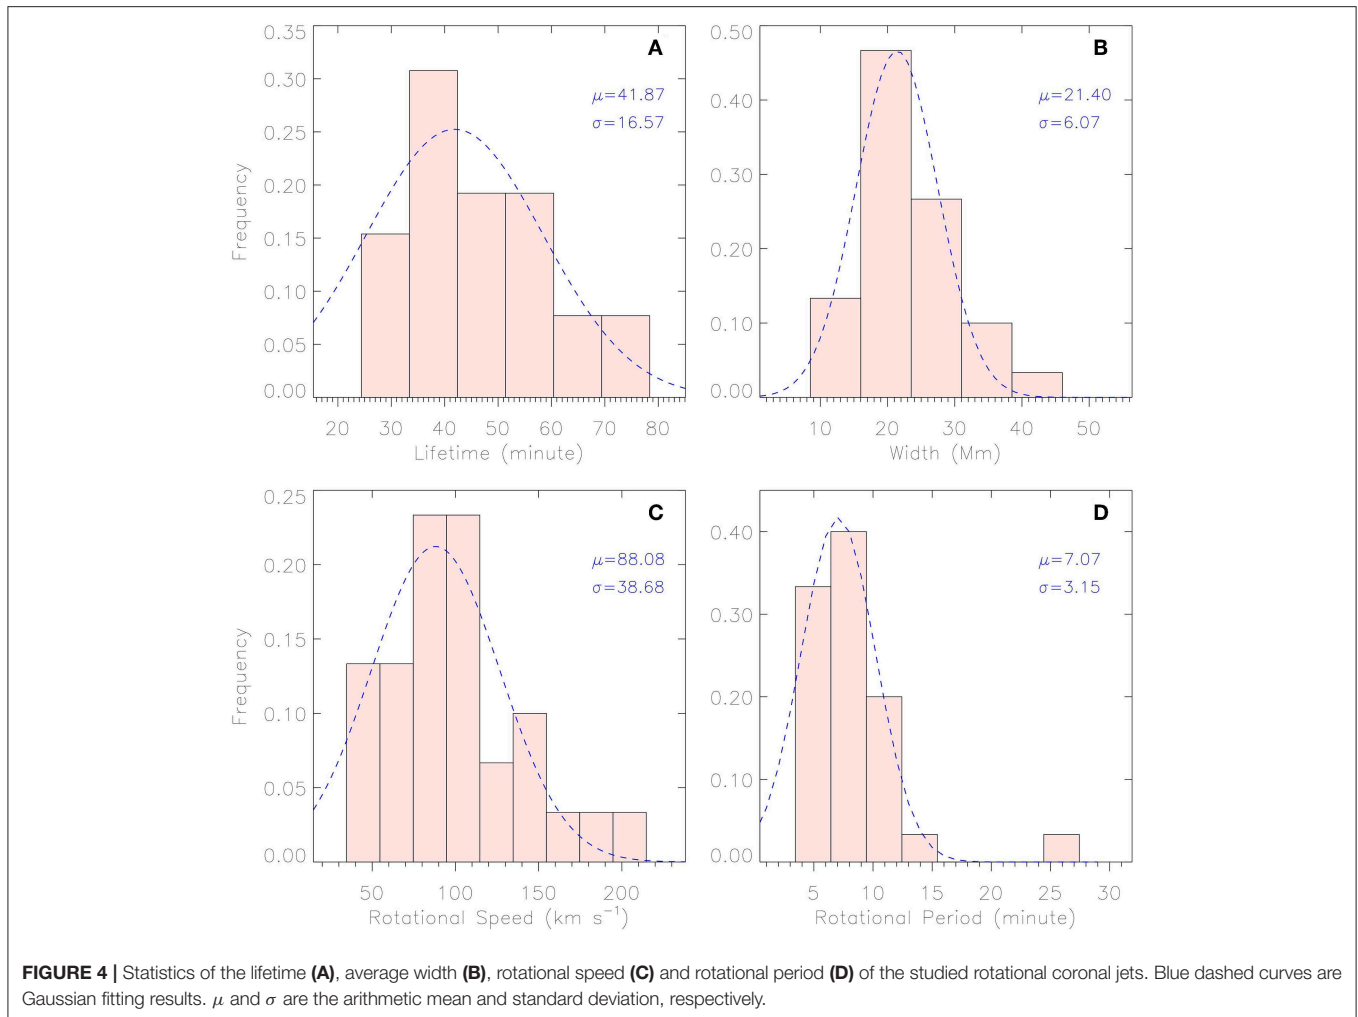 A
μ=41.87
σ=16.57
0.35
0.30
0.25
0.20
0.15
0.10
0.05
0.00
Frequency
20 30 40 50 60 70 80
Lifetime (minute)
B
μ=21.40
σ=6.07
0.50
0.40
0.30
0.20
0.10
0.00
10 20 30 40 50
Width (Mm)
C
μ=88.08
σ=38.68
0.25
0.20
0.15
0.10
0.05
0.00
Frequency
50 100 150 200
Rotational Speed (km s⁻¹)
D
μ=7.07
σ=3.15
0.40
0.30
0.20
0.10
0.00
5 10 15 20 25 30
Rotational Period (minute)
FIGURE 4 | Statistics of the lifetime (A), average width (B), rotational speed (C) and rotational period (D) of the studied rotational coronal jets. Blue dashed curves are
Gaussian fitting results. μ and σ are the arithmetic mean and standard deviation, respectively.